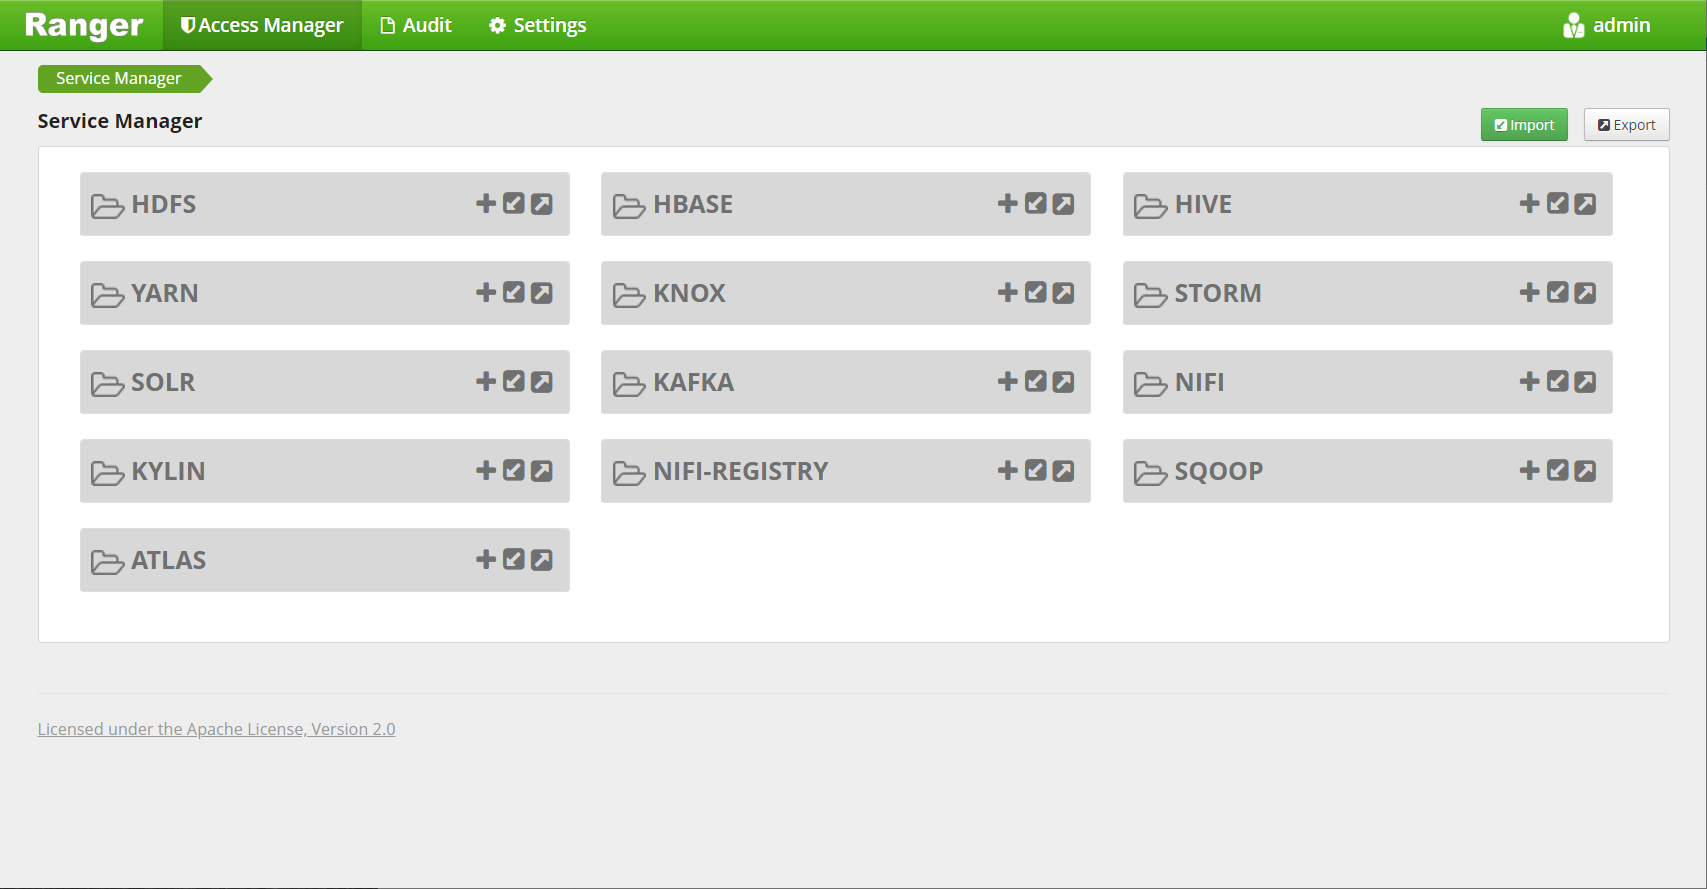 Ranger Access Manager Audit Settings admin
Service Manager
Service Manager Import Export
HDFS HBASE HIVE
YARN KNOX STORM
SOLR KAFKA NIFI
KYLIN NIFI-REGISTRY SQOOP
ATLAS
Licensed under the Apache License, Version 2.0